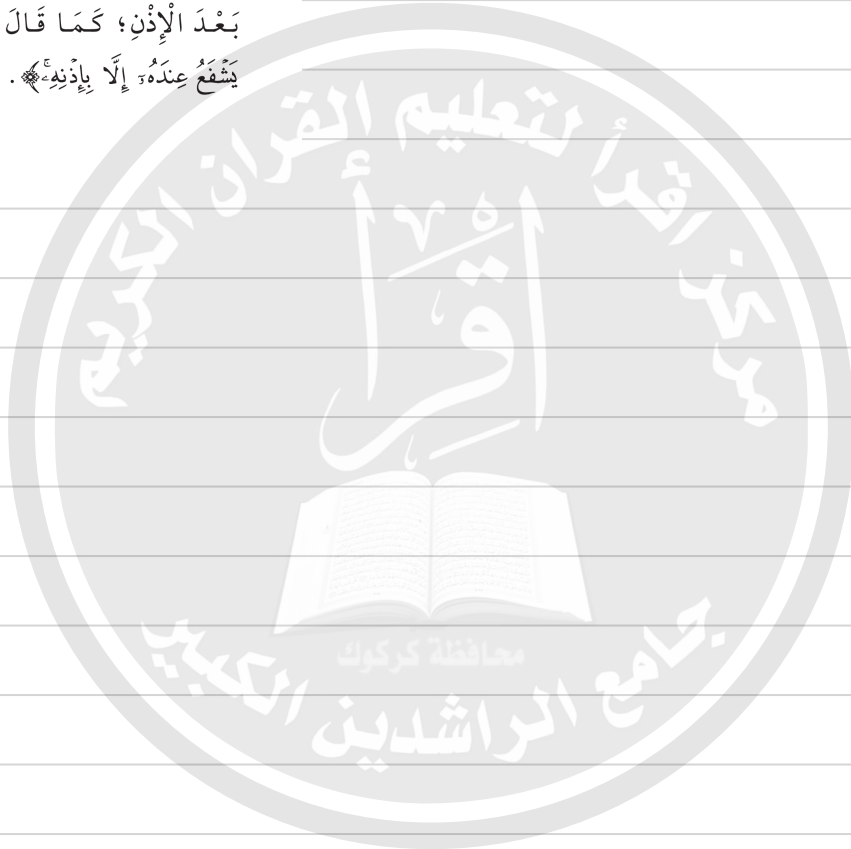 بَعْدَ الْإِذْنِ؛ كَمَا قَالَ
يَشْفَعُ عِندَهُۥٓ إِلَّا بِإِذْنِهِۦۚ﴾ .
مركز اقرأ لتعليم القرآن الكريم
اقرأ
محافظة كركوك
جامع الراشدين الكبير